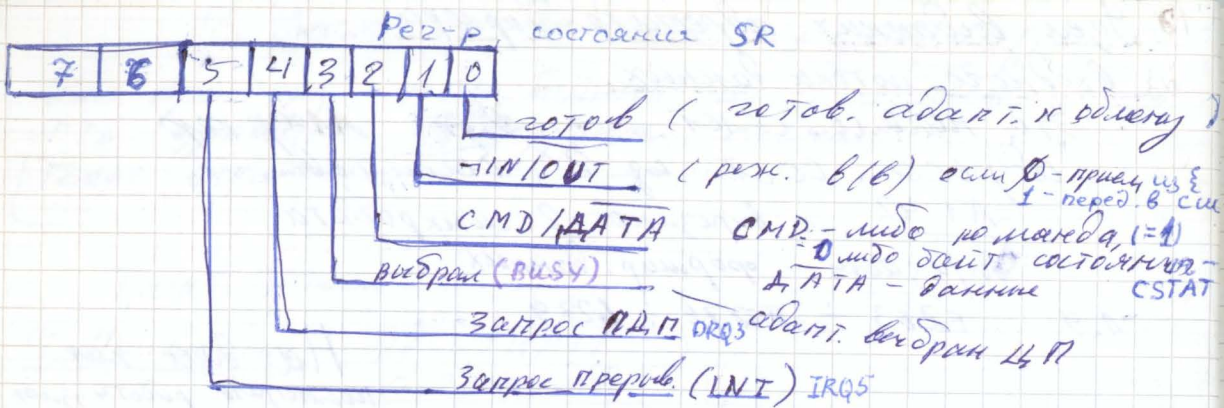 Рег-р состояния SR
7 6 5 4 3 2 1 0
готов (готов. адапт. к обмену)
IN/OUT (реж. в/в) если 0 - прием из
1 - перед. в
CMD/ДАТА CMD - либо команда, (=1)
=0 либо байт состояния -
выбран (BUSY) ДАТА - данные CSTAT
Запрос ПДП DRQ3 адапт. выбран ЦП
Запрос прерыв. (INT) IRQ5